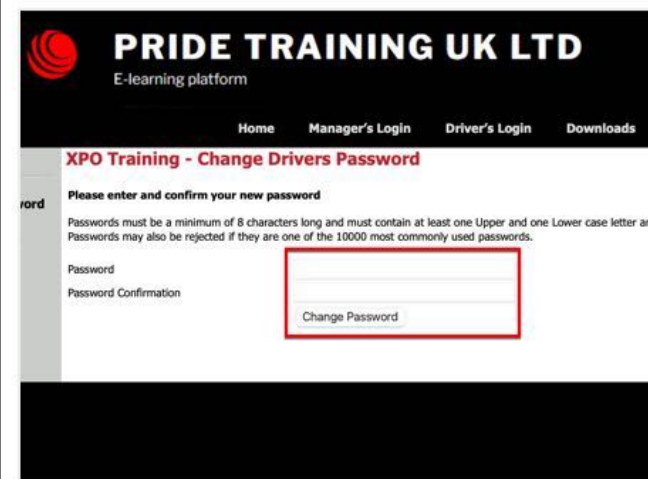 PRIDE TRAINING UK LTD
E-learning platform
Home Manager's Login Driver's Login Downloads
XPO Training - Change Drivers Password
Please enter and confirm your new password
Passwords must be a minimum of 8 characters long and must contain at least one Upper and one Lower case letter
Passwords may also be rejected if they are one of the 10000 most commonly used passwords.
Password
Password Confirmation
Change Password